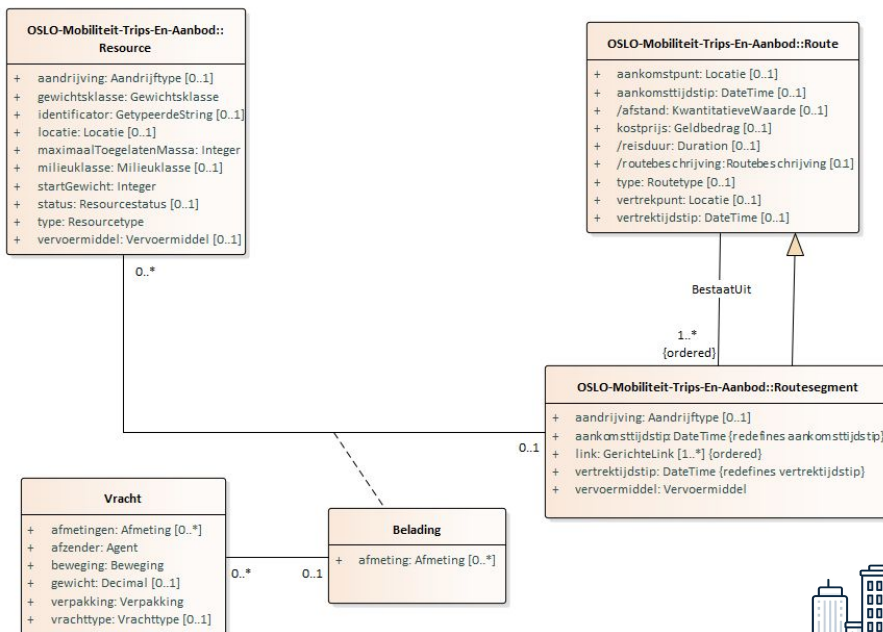 OSLO-Mobiliteit-Trips-En-Aanbod::
Resource
+ aandrijving: Aandrijftype [0..1]
+ gewichtsklasse: Gewichtsklasse
+ identificator: GetypeerdeString [0..1]
+ locatie: Locatie [0..1]
+ maximaalToegelatenMassa: Integer
+ milieuklasse: Milieuklasse [0..1]
+ startGewicht: Integer
+ status: Resourcestatus [0..1]
+ type: Resourcetype
+ vervoermiddel: Vervoermiddel [0..1]
0..*
OSLO-Mobiliteit-Trips-En-Aanbod::Route
+ aankomstpunt: Locatie [0..1]
+ aankomsttijdstip: DateTime [0..1]
+ /afstand: KwantitatieveWaarde [0..1]
+ kostprijs: Geldbedrag [0..1]
+ /reisduur: Duration [0..1]
+ /routebeschrijving:Routebeschrijving [0.1]
+ type: Routetype [0..1]
+ vertrekpunt: Locatie [0..1]
+ vertrektijdstip: DateTime [0..1]
BestaatUit
1..*
{ordered}
OSLO-Mobiliteit-Trips-En-Aanbod::Routesegment
+ aandrijving: Aandrijftype [0..1]
+ aankomsttijdstip: DateTime {redefines aankomsttijdstip}
+ link: GerichteLink [1..*] {ordered}
+ vertrektijdstip: DateTime {redefines vertrektijdstip}
+ vervoermiddel: Vervoermiddel
0..1
Vracht
+ afmetingen: Afmeting [0..*]
+ afzender: Agent
+ beweging: Beweging
+ gewicht: Decimal [0..1]
+ verpakking: Verpakking
+ vrachttype: Vrachttype [0..1]
0..*
0..1
Belading
+ afmeting: Afmeting [0..*]